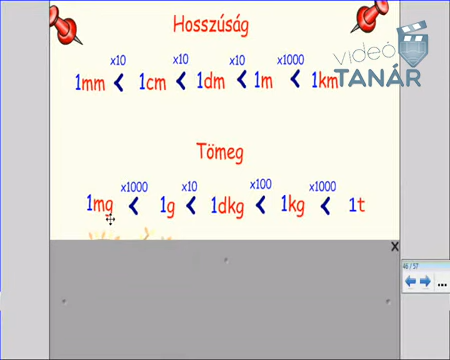 Hosszúság
videó
TANÁR
x10 x10 x10 x1000
1mm < 1cm < 1dm < 1m < 1km
Tömeg
x1000 x10 x100 x1000
1mg < 1g < 1dkg < 1kg < 1t
X
46 / 57
...